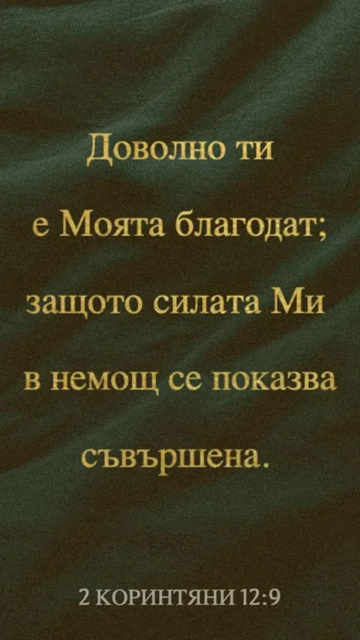 Доволно ти
е Моята благодат;
защото силата Ми
в немощ се показва
съвършена.
2 КОРИНТЯНИ 12:9